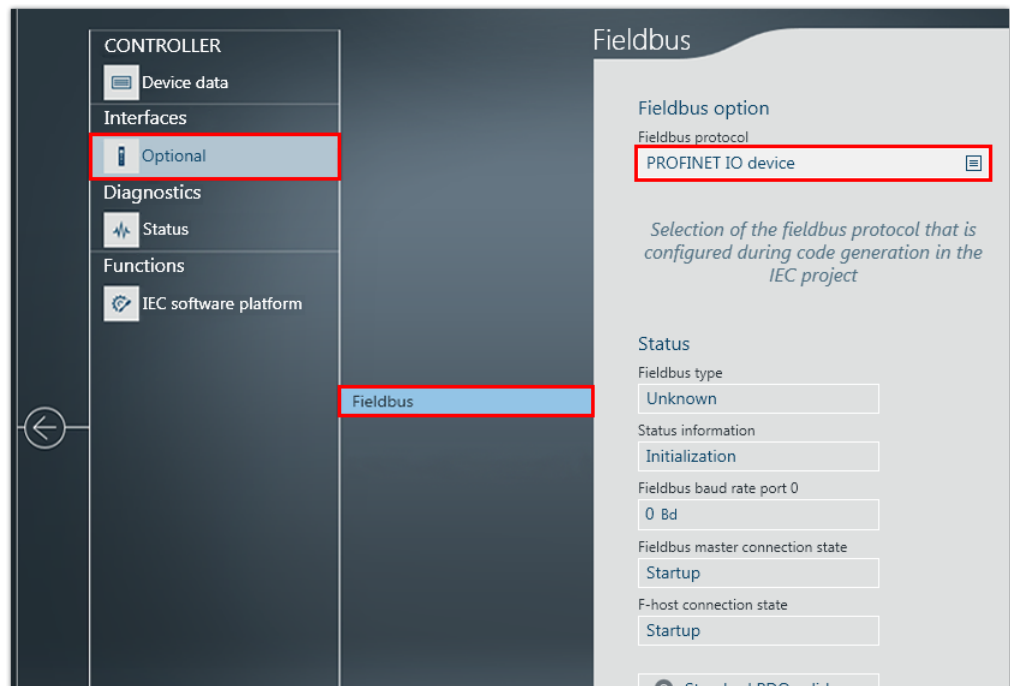 CONTROLLER
Device data
Interfaces
Optional
Diagnostics
Status
Functions
IEC software platform
Fieldbus
Fieldbus
Fieldbus option
Fieldbus protocol
PROFINET IO device
Selection of the fieldbus protocol that is
configured during code generation in the
IEC project
Status
Fieldbus type
Unknown
Status information
Initialization
Fieldbus baud rate port 0
0 Bd
Fieldbus master connection state
Startup
F-host connection state
Startup